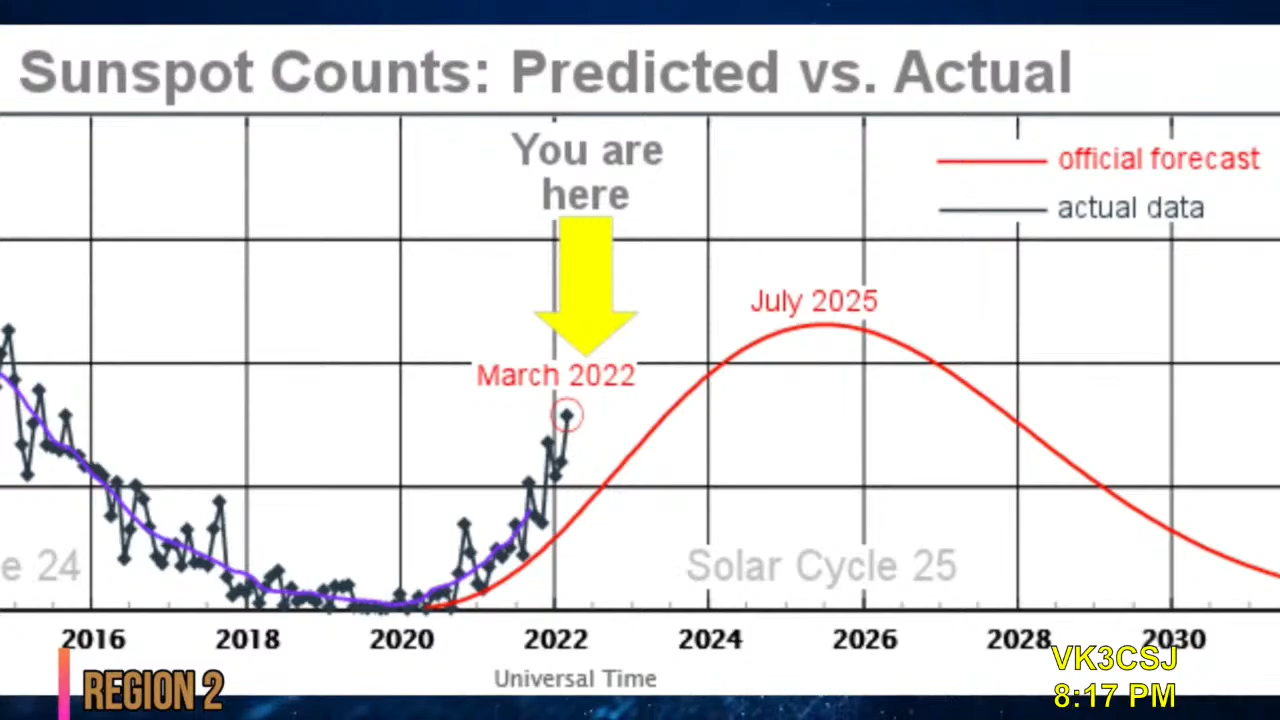 Sunspot Counts: Predicted vs. Actual
You are
here
official forecast
actual data
July 2025
March 2022
e 24
Solar Cycle 25
2016 2018 2020 2022 2024 2026 2028 2030
Universal Time
VK3CSJ
REGION 2
8:17 PM